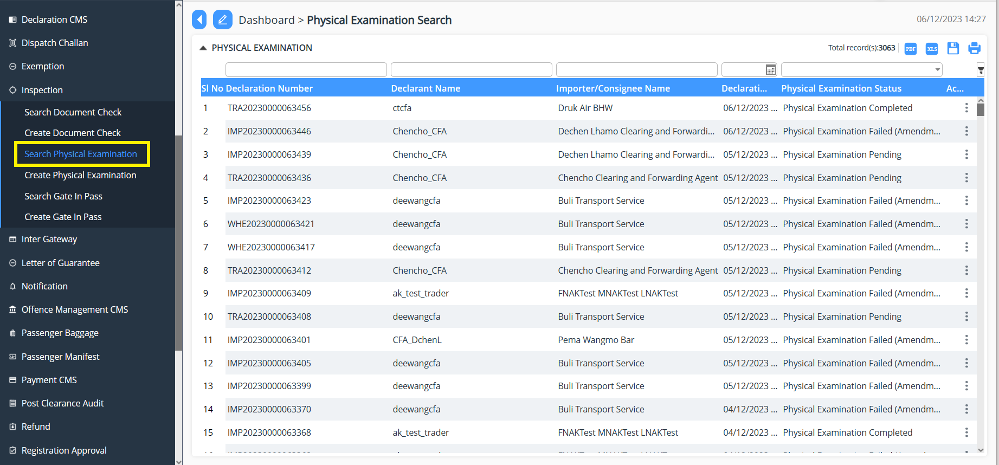 Declaration CMS
Dispatch Challan
Exemption
Inspection
Search Document Check
Create Document Check
Search Physical Examination
Create Physical Examination
Search Gate In Pass
Create Gate In Pass
Inter Gateway
Letter of Guarantee
Notification
Offence Management CMS
Passenger Baggage
Passenger Manifest
Payment CMS
Post Clearance Audit
Refund
Registration Approval
Dashboard > Physical Examination Search
06/12/2023 14:27
PHYSICAL EXAMINATION
Total record(s):3063
PDF
XLS
Sl No Declaration Number Declarant Name Importer/Consignee Name Declarati... Physical Examination Status Ac...
1 TRA20230000063456 ctcfa Druk Air BHW 06/12/2023 ... Physical Examination Completed
2 IMP20230000063446 Chencho_CFA Dechen Lhamo Clearing and Forwardi... 06/12/2023 ... Physical Examination Failed (Amendm...
3 IMP20230000063439 Chencho_CFA Dechen Lhamo Clearing and Forwardi... 05/12/2023 ... Physical Examination Pending
4 TRA20230000063436 Chencho_CFA Chencho Clearing and Forwarding Agent 05/12/2023 ... Physical Examination Pending
5 IMP20230000063423 deewangcfa Buli Transport Service 05/12/2023 ... Physical Examination Failed (Amendm...
6 WHE20230000063421 deewangcfa Buli Transport Service 05/12/2023 ... Physical Examination Failed (Amendm...
7 WHE20230000063417 deewangcfa Buli Transport Service 05/12/2023 ... Physical Examination Failed (Amendm...
8 TRA20230000063412 Chencho_CFA Chencho Clearing and Forwarding Agent 05/12/2023 ... Physical Examination Pending
9 IMP20230000063409 ak_test_trader FNAKTest MNAKTest LNAKTest 05/12/2023 ... Physical Examination Failed (Amendm...
10 TRA20230000063408 deewangcfa Buli Transport Service 05/12/2023 ... Physical Examination Pending
11 IMP20230000063401 CFA_DchenL Pema Wangmo Bar 05/12/2023 ... Physical Examination Failed (Amendm...
12 IMP20230000063405 deewangcfa Buli Transport Service 05/12/2023 ... Physical Examination Failed (Amendm...
13 IMP20230000063399 deewangcfa Buli Transport Service 05/12/2023 ... Physical Examination Failed (Amendm...
14 IMP20230000063370 deewangcfa Buli Transport Service 04/12/2023 ... Physical Examination Failed (Amendm...
15 IMP20230000063368 ak_test_trader FNAKTest MNAKTest LNAKTest 04/12/2023 ... Physical Examination Completed